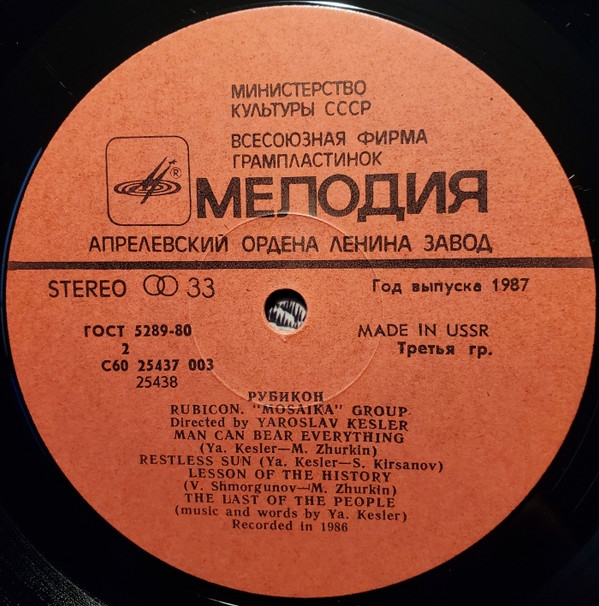 МИНИСТЕРСТВО
КУЛЬТУРЫ СССР
ВСЕСОЮЗНАЯ ФИРМА
ГРАМПЛАСТИНОК
®
МЕЛОДИЯ
АПРЕЛЕВСКИЙ ОРДЕНА ЛЕНИНА ЗАВОД
STEREO 33
Год выпуска 1987
ГОСТ 5289-80
MADE IN USSR
2
Третья гр.
С60 25437 003
25438
РУБИКОН
RUBICON. "MOSAIKA" GROUP
Directed by YAROSLAV KESLER
MAN CAN BEAR EVERYTHING
(Ya. Kesler—M. Zhurkin)
RESTLESS SUN (Ya. Kesler—S. Kirsanov)
LESSON OF THE HISTORY
(V. Shmorgunov—M. Zhurkin)
THE LAST OF THE PEOPLE
(music and words by Ya. Kesler)
Recorded in 1986